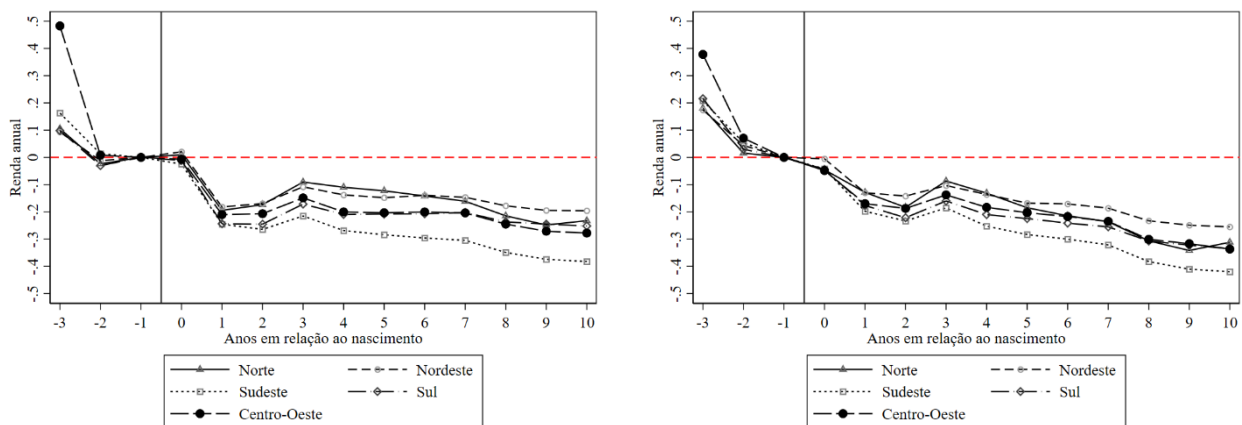 Renda anual
.5
.4
.3
.2
.1
0
-.1
-.2
-.3
-.4
-.5
-3 -2 -1 0 1 2 3 4 5 6 7 8 9 10
Anos em relação ao nascimento
Norte Nordeste
Sudeste Sul
Centro-Oeste
Renda anual
.5
.4
.3
.2
.1
0
-.1
-.2
-.3
-.4
-.5
-3 -2 -1 0 1 2 3 4 5 6 7 8 9 10
Anos em relação ao nascimento
Norte Nordeste
Sudeste Sul
Centro-Oeste